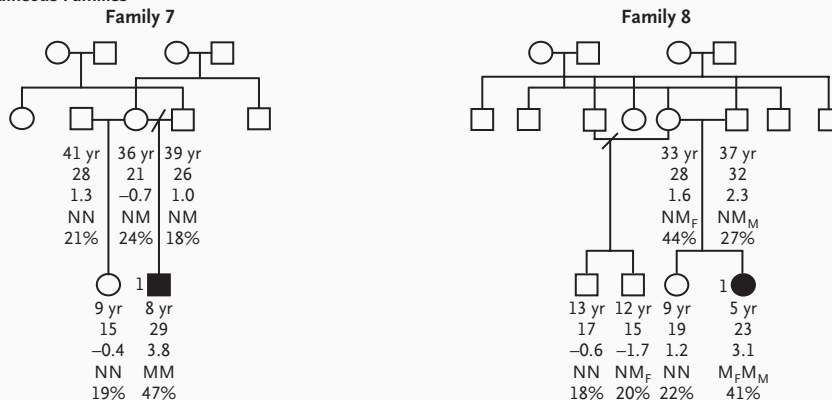 Family 7
Family 8
41 yr 36 yr 39 yr
28 21 26
1.3 −0.7 1.0
NN NM NM
21% 24% 18%
33 yr 37 yr
28 32
1.6 2.3
NMF NMM
44% 27%
1
9 yr 8 yr
15 29
−0.4 3.8
NN MM
19% 47%
1
13 yr 12 yr 9 yr 5 yr
17 15 19 23
−0.6 −1.7 1.2 3.1
NN NMF NN MFMM
18% 20% 22% 41%